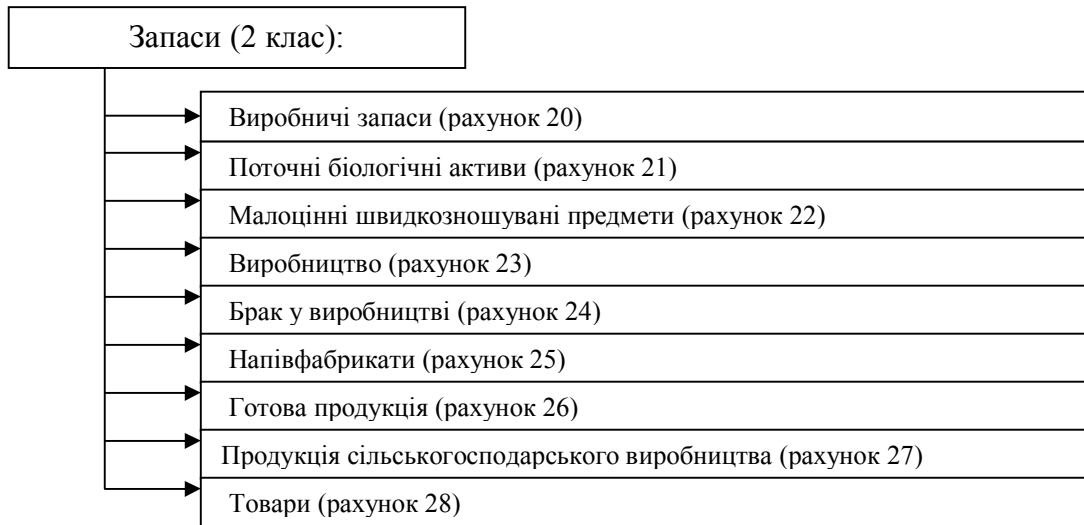 Запаси (2 клас):
Виробничі запаси (рахунок 20)
Поточні біологічні активи (рахунок 21)
Малоцінні швидкозношувані предмети (рахунок 22)
Виробництво (рахунок 23)
Брак у виробництві (рахунок 24)
Напівфабрикати (рахунок 25)
Готова продукція (рахунок 26)
Продукція сільськогосподарського виробництва (рахунок 27)
Товари (рахунок 28)